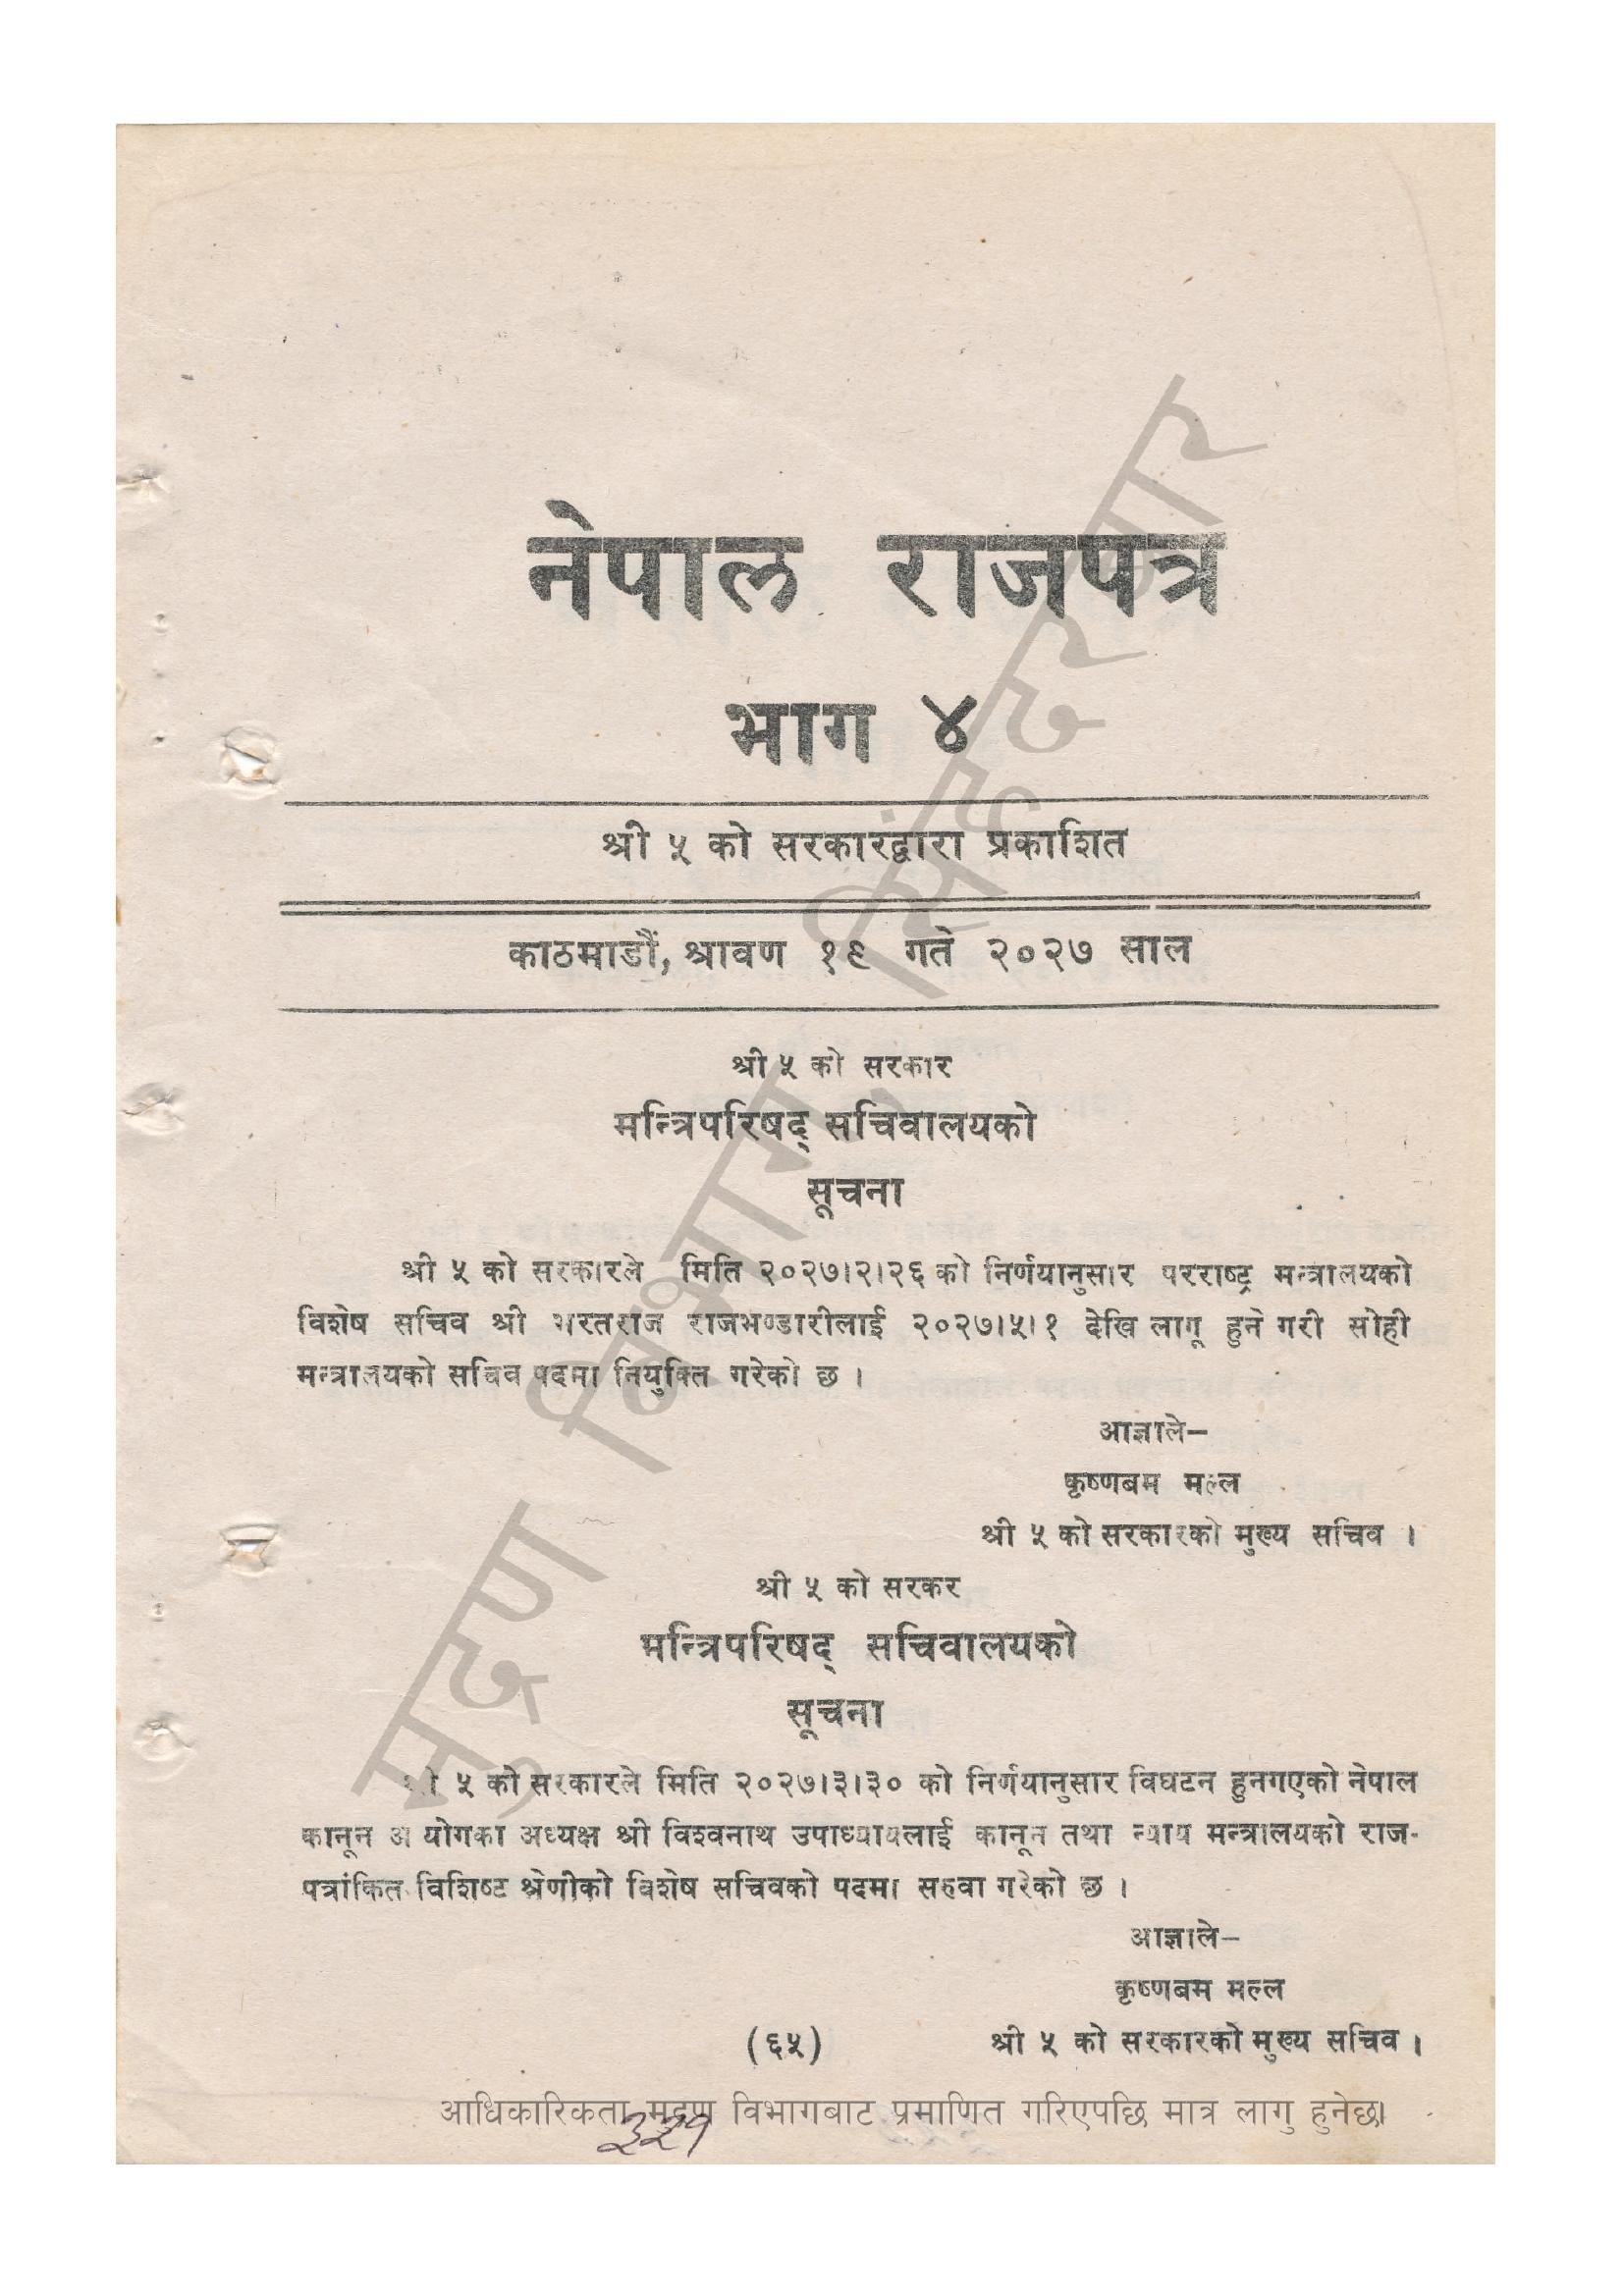 नेपाल राजपत्र
भाग ४
श्री ५ को सरकारद्वारा प्रकाशित
काठमाडौं, श्रावण १९ गते २०२७ साल
श्री ५ को सरकार
मन्त्रिपरिषद् सचिवालयको
सूचना
श्री ५ को सरकारले मिति २०२७।२।२६ को निर्णयानुसार परराष्ट्र मन्त्रालयको
विशेष सचिव श्री भरतराज राजभण्डारीलाई २०२७।५।१ देखि लागू हुने गरी सोही
मन्त्रालयको सचिव पदमा नियुक्ति गरेको छ ।
आज्ञाले–
कृष्णबम मल्ल
श्री ५ को सरकारको मुख्य सचिव ।
श्री ५ को सरकर
मन्त्रिपरिषद् सचिवालयको
सूचना
श्री ५ को सरकारले मिति २०२७।३।३० को निर्णयानुसार विघटन हुनगएको नेपाल
कानून आयोगका अध्यक्ष श्री विश्वनाथ उपाध्यायलाई कानून तथा न्याय मन्त्रालयको राज-
पत्रांकित विशिष्ट श्रेणीको विशेष सचिवको पदमा सरुवा गरेको छ ।
आज्ञाले–
कृष्णबम मल्ल
(६५) श्री ५ को सरकारको मुख्य सचिव ।
आधिकारिकता मुद्रण विभागबाट प्रमाणित गरिएपछि मात्र लागु हुनेछ।
३२१
मुद्रण विभाग, सिंहदरबार